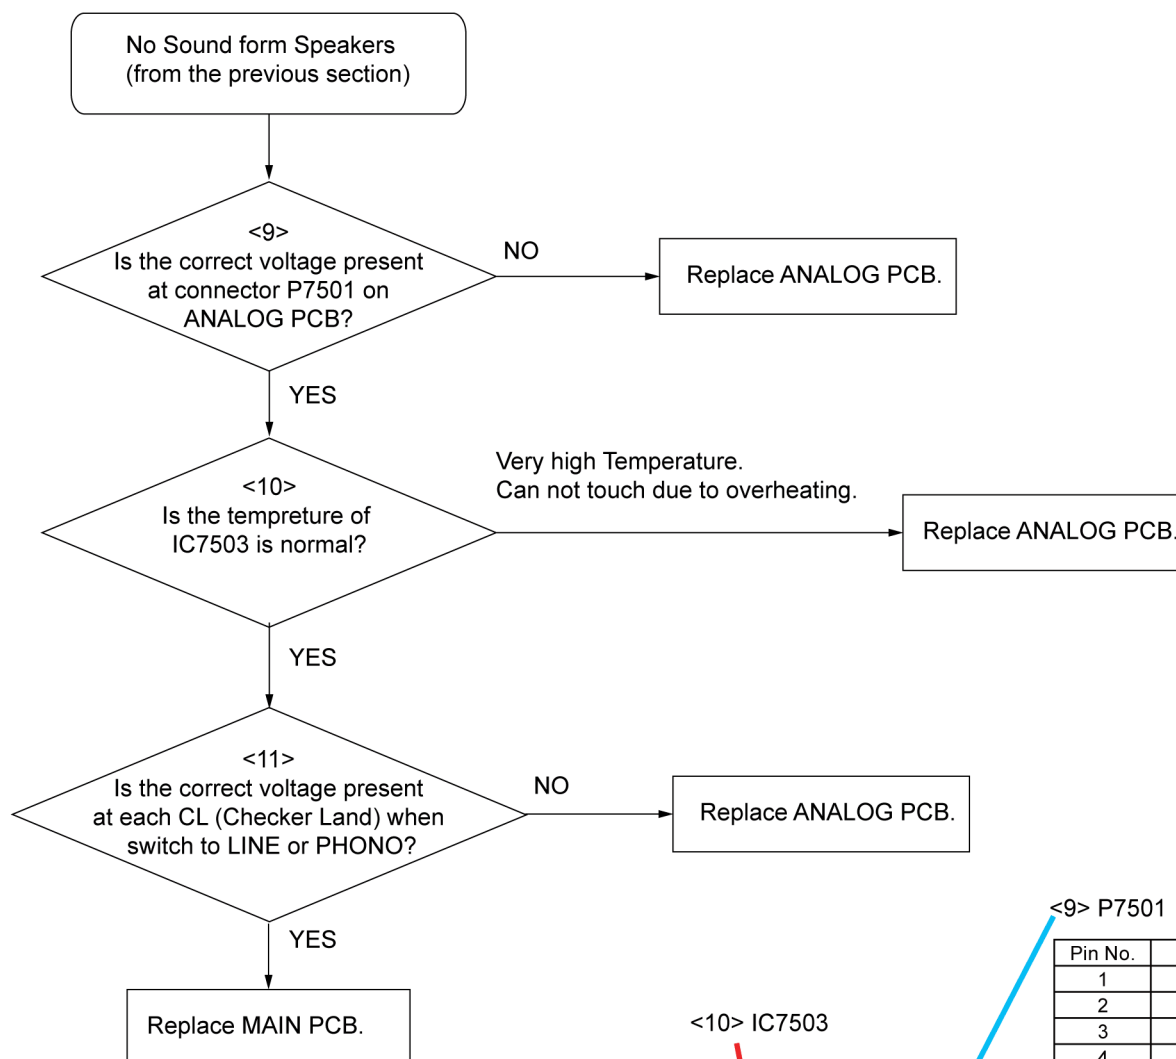 No Sound form Speakers
(from the previous section)
<9>
Is the correct voltage present
at connector P7501 on
ANALOG PCB?
NO
Replace ANALOG PCB.
YES
<10>
Is the tempreture of
IC7503 is normal?
Very high Temperature.
Can not touch due to overheating.
Replace ANALOG PCB.
YES
<11>
Is the correct voltage present
at each CL (Checker Land) when
switch to LINE or PHONO?
NO
Replace ANALOG PCB.
YES
Replace MAIN PCB.
<10> IC7503
<9> P7501
Pin No.
1
2
3
4